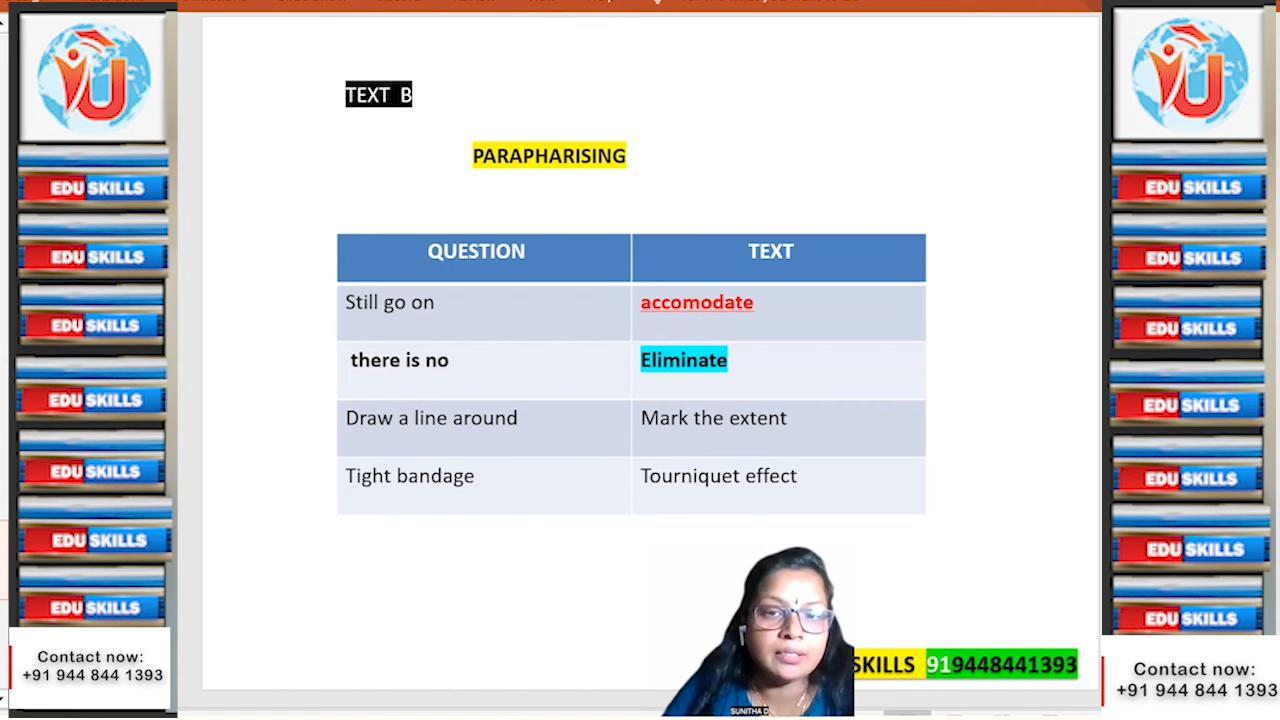 TEXT B
PARAPHARISING
QUESTION TEXT
Still go on accomodate
there is no Eliminate
Draw a line around Mark the extent
Tight bandage Tourniquet effect
SKILLS 919448441393
SUNITHA D
EDU SKILLS
EDU SKILLS
EDU SKILLS
EDU SKILLS
EDU SKILLS
EDU SKILLS
EDU SKILLS
Contact now:
+91 944 844 1393
EDU SKILLS
EDU SKILLS
EDU SKILLS
EDU SKILLS
EDU SKILLS
EDU SKILLS
EDU SKILLS
Contact now:
+91 944 844 1393